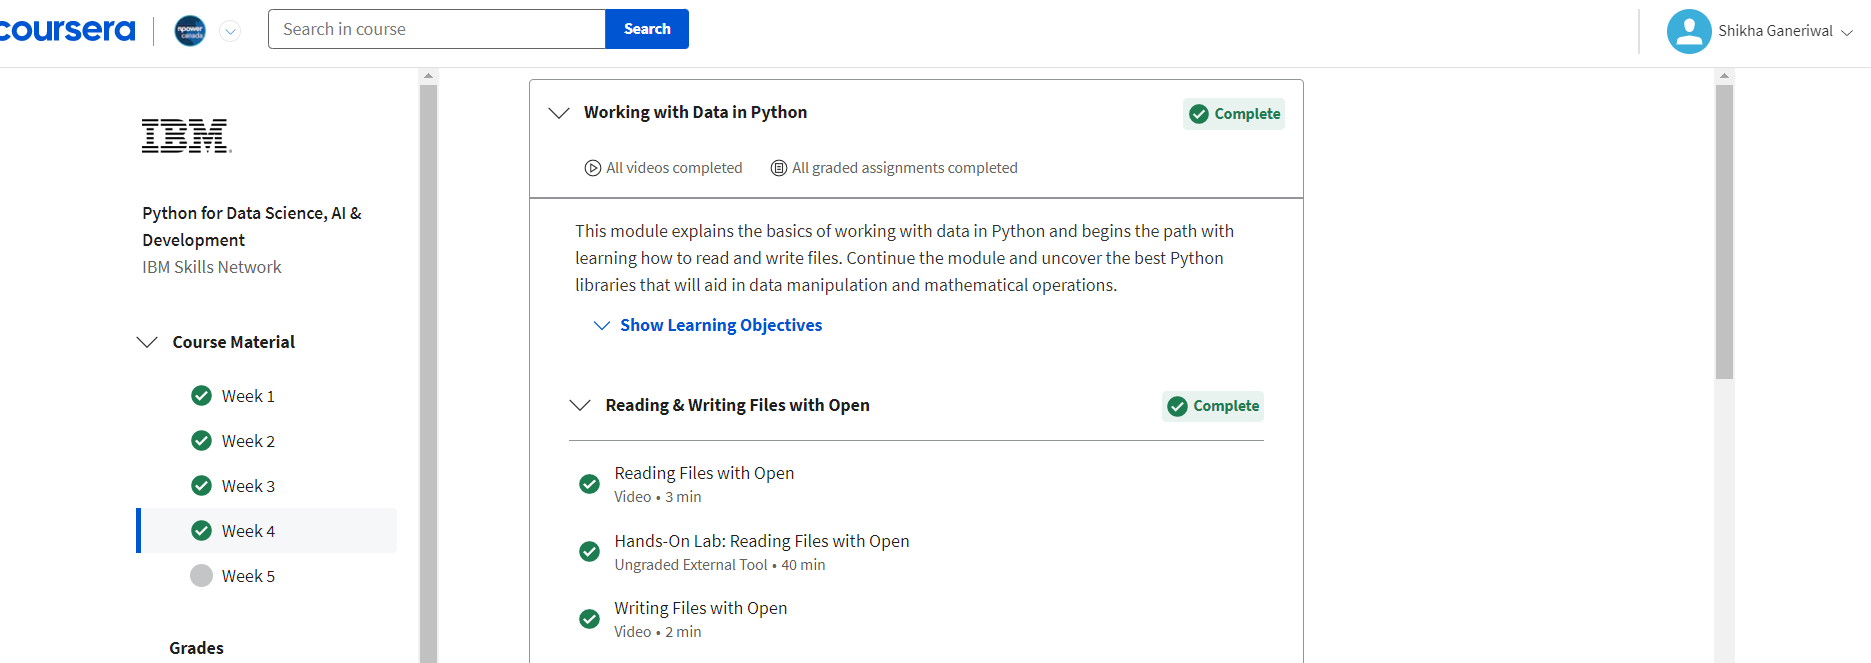 coursera
npower
canada
Search in course
Search
Shikha Ganeriwal
IBM
Python for Data Science, AI &
Development
IBM Skills Network
Course Material
Week 1
Week 2
Week 3
Week 4
Week 5
Grades
Working with Data in Python
Complete
All videos completed
All graded assignments completed
This module explains the basics of working with data in Python and begins the path with
learning how to read and write files. Continue the module and uncover the best Python
libraries that will aid in data manipulation and mathematical operations.
Show Learning Objectives
Reading & Writing Files with Open
Complete
Reading Files with Open
Video • 3 min
Hands-On Lab: Reading Files with Open
Ungraded External Tool • 40 min
Writing Files with Open
Video • 2 min